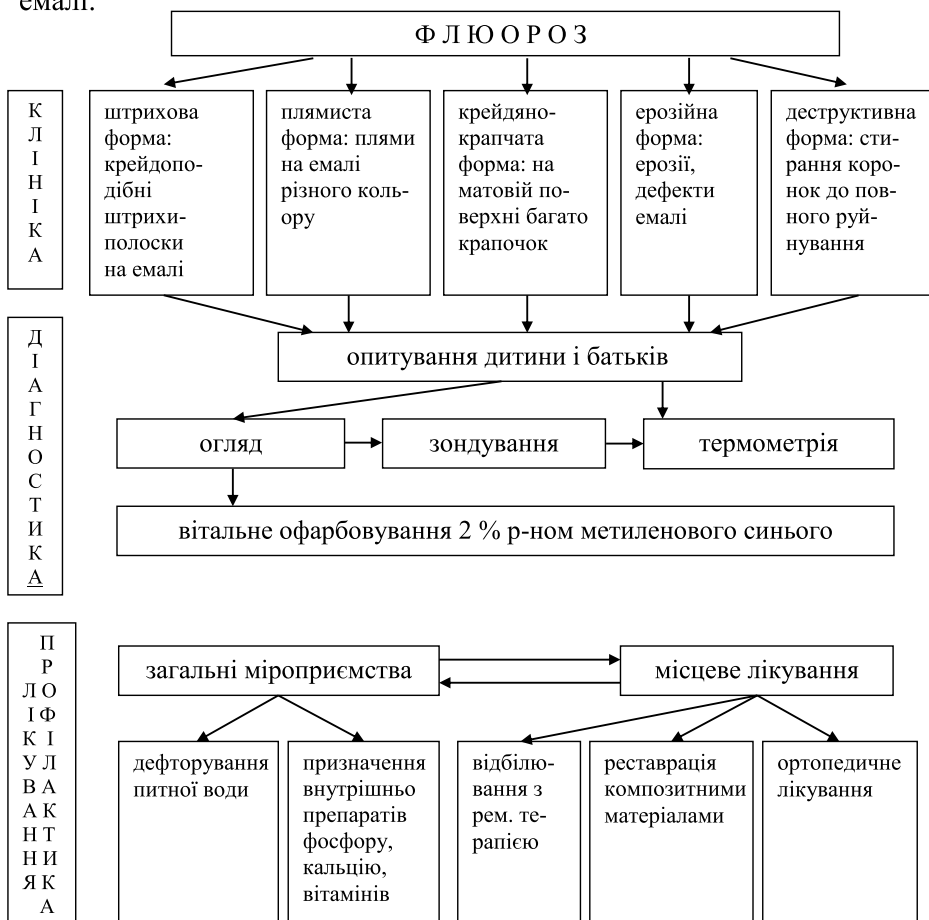 емалі.
Ф Л Ю О Р О З
К
Л
І
Н
І
К
А
штрихова
форма:
крейдопо-
дібні
штрихи-
полоски
на емалі
плямиста
форма: плями
на емалі
різного коль-
ору
крейдяно-
крапчата
форма: на
матовій по-
верхні багато
крапочок
ерозійна
форма:
ерозії,
дефекти
емалі
деструктивна
форма: сти-
рання коро-
нок до пов-
ного руй-
нування
Д
І
А
Г
Н
О
С
Т
И
К
А
опитування дитини і батьків
огляд
зондування
термометрія
вітальне офарбовування 2 % р-ном метиленового синього
Л
І
К
У
В
А
Н
Н
Я
П
Р
О
Ф
І
Л
А
К
Т
И
К
А
загальні міроприємства
місцеве лікування
дефторування
питної води
призначення
внутрішньо
препаратів
фосфору,
кальцію,
вітамінів
відбілю-
вання з
рем. те-
рапією
реставрація
композитними
матеріалами
ортопедичне
лікування